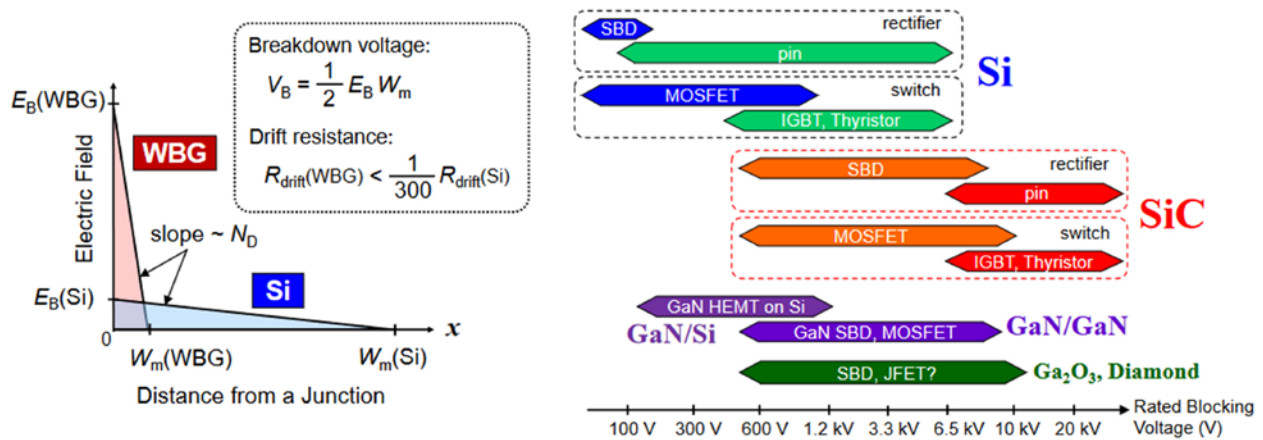 Breakdown voltage:
V_B = 1/2 E_B W_m
Drift resistance:
R_drift(WBG) < 1/300 R_drift(Si)
E_B(WBG)
WBG
Electric Field
slope ~ N_D
E_B(Si)
Si
0
x
W_m(WBG)
W_m(Si)
Distance from a Junction
SBD
rectifier
pin
Si
MOSFET
switch
IGBT, Thyristor
SBD
rectifier
pin
SiC
MOSFET
switch
IGBT, Thyristor
GaN HEMT on Si
GaN/Si
GaN SBD, MOSFET
GaN/GaN
SBD, JFET?
Ga₂O₃, Diamond
100 V 300 V 600 V 1.2 kV 3.3 kV 6.5 kV 10 kV 20 kV
Rated Blocking
Voltage (V)